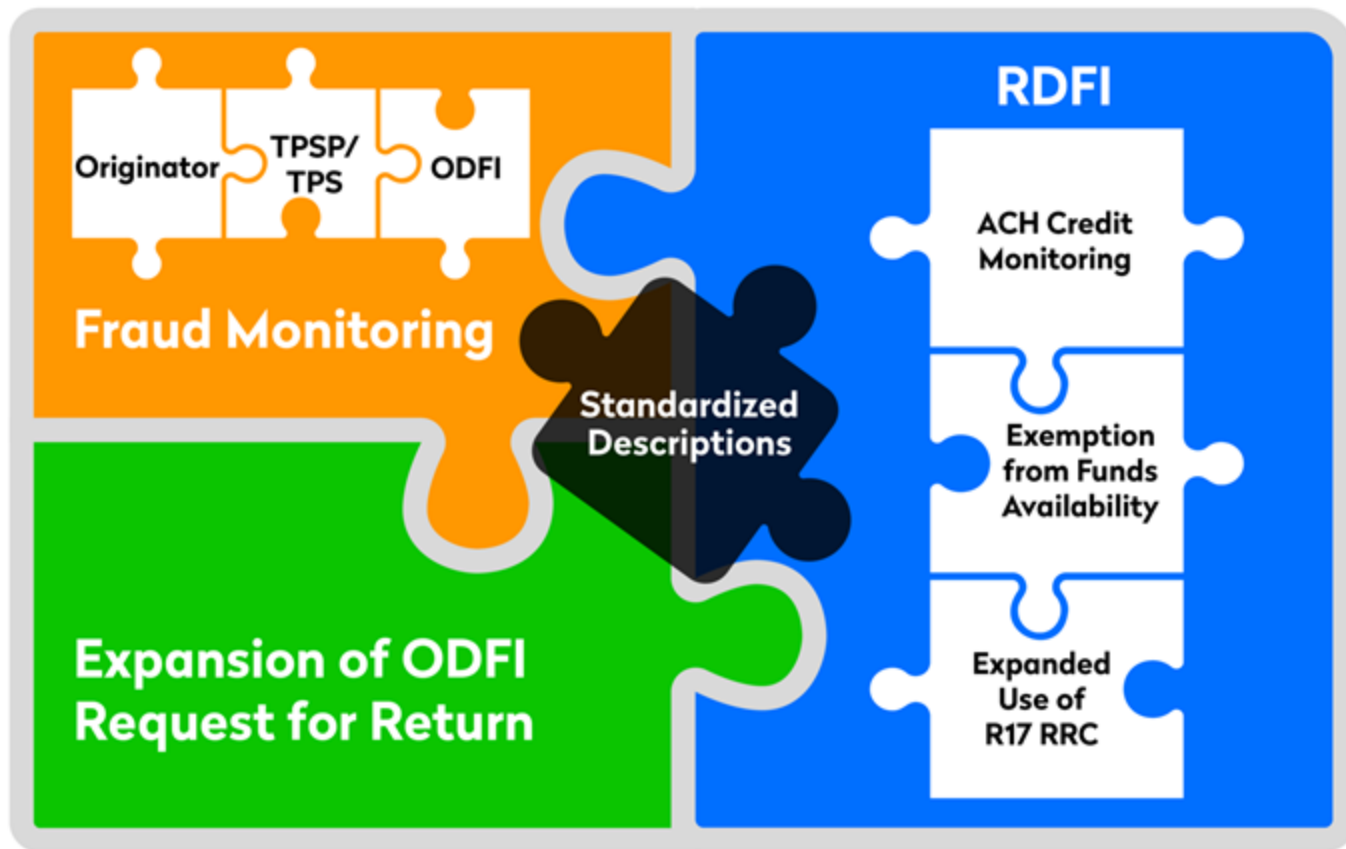 Originator
TPSP/
TPS
ODFI
Fraud Monitoring
Standardized
Descriptions
Expansion of ODFI
Request for Return
RDFI
ACH Credit
Monitoring
Exemption
from Funds
Availability
Expanded
Use of
R17 RRC